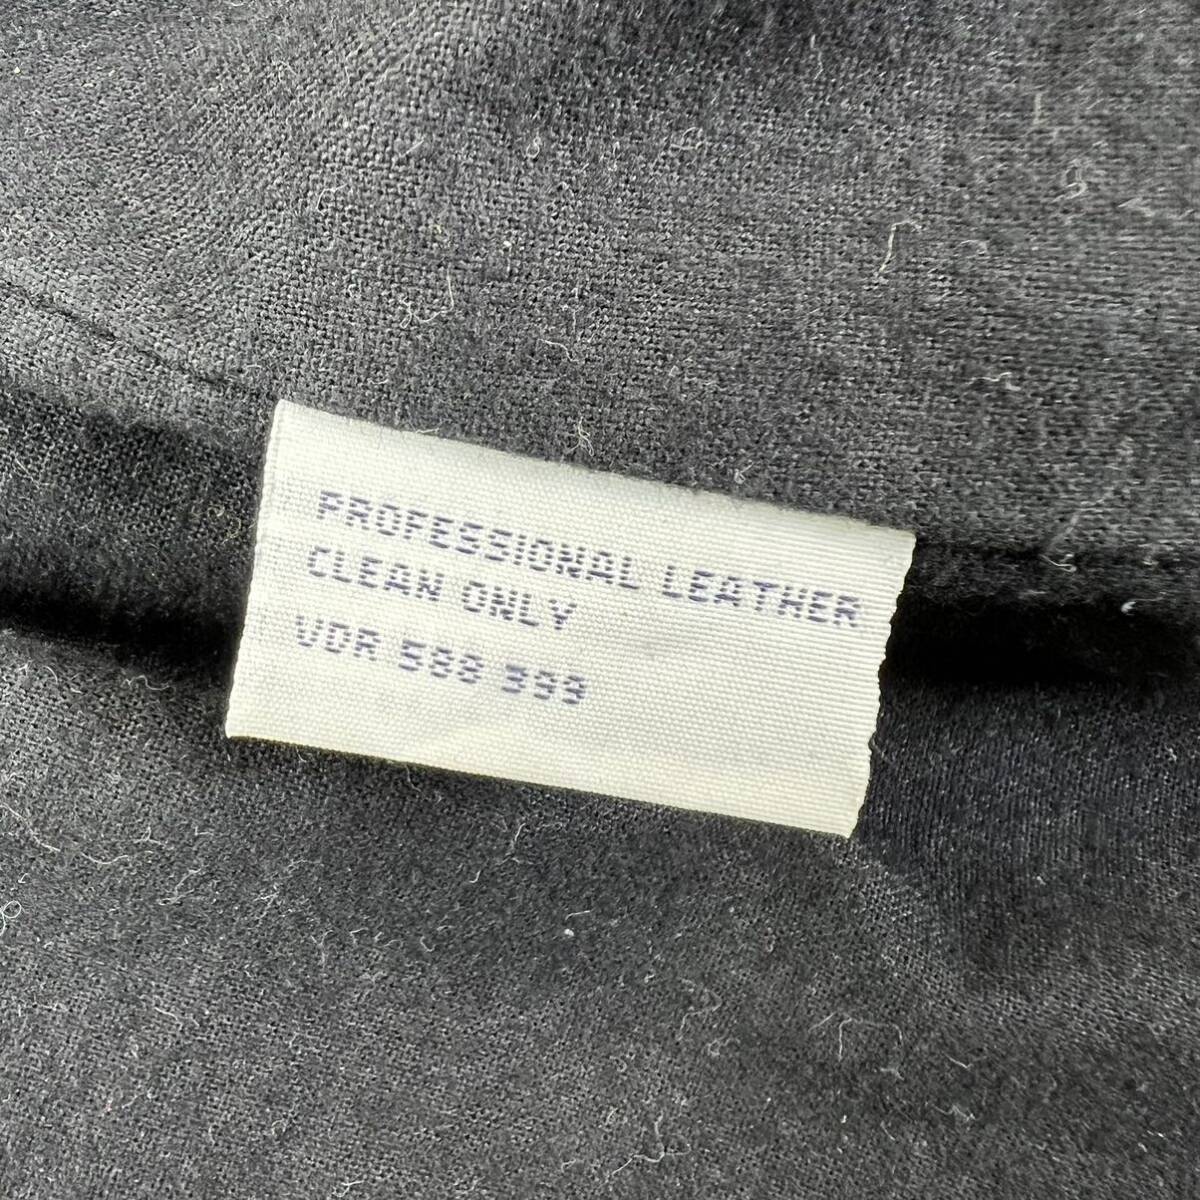 PROFESSIONAL LEATHER
CLEAN ONLY
VDR 588 399